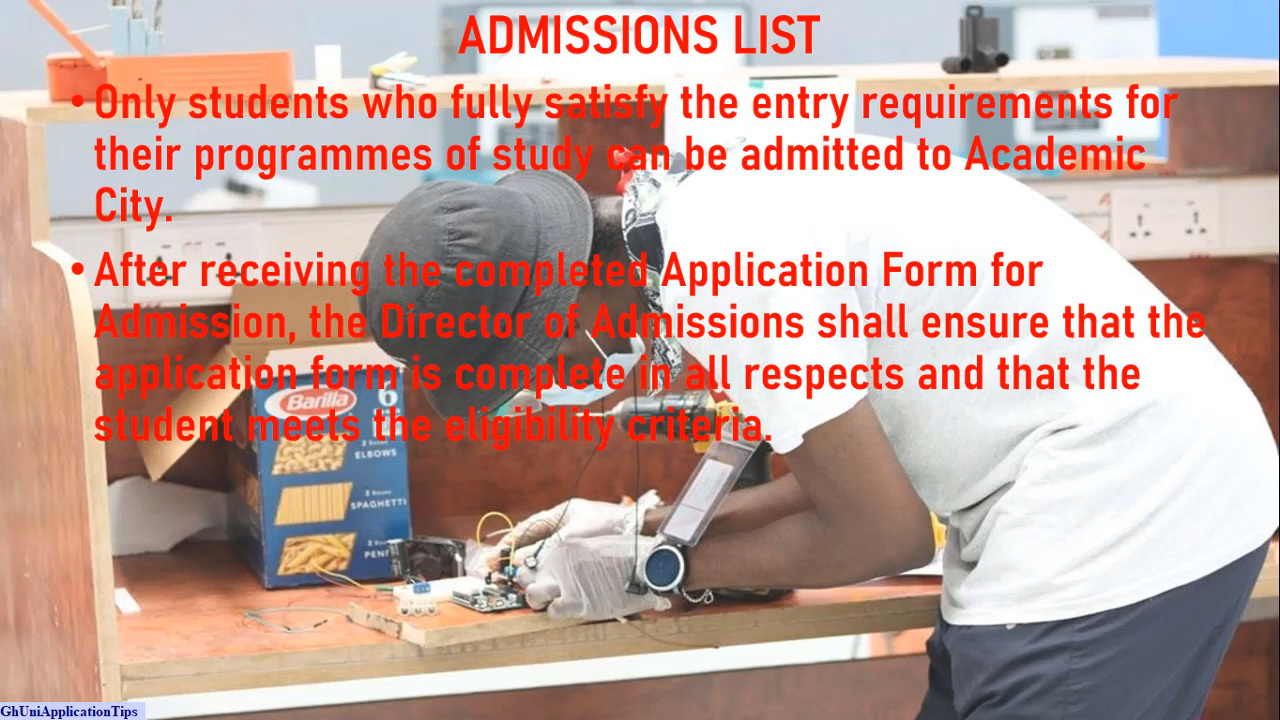 ADMISSIONS LIST
• Only students who fully satisfy the entry requirements for
their programmes of study can be admitted to Academic
City.
• After receiving the completed Application Form for
Admission, the Director of Admissions shall ensure that the
application form is complete in all respects and that the
student meets the eligibility criteria.
Barilla
6
ELBOWS
SPAGHETTI
PENNE
GhUniApplicationTips